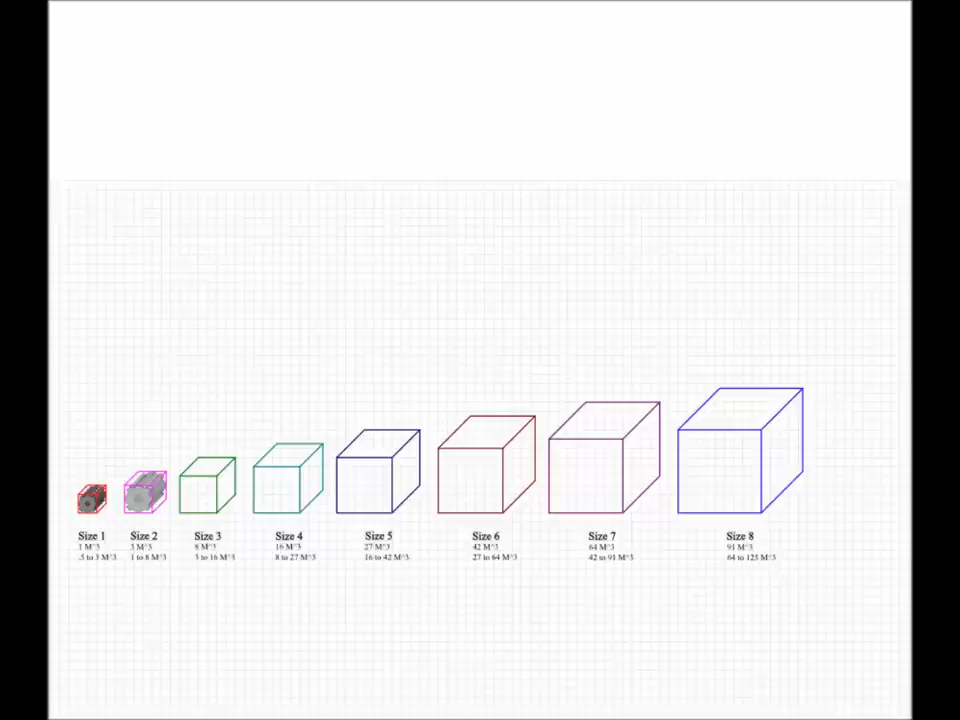 Size 1
1 M^3
.5 to 3 M^3
Size 2
3 M^3
1 to 8 M^3
Size 3
8 M^3
3 to 16 M^3
Size 4
16 M^3
8 to 27 M^3
Size 5
27 M^3
16 to 42 M^3
Size 6
42 M^3
27 to 64 M^3
Size 7
64 M^3
42 to 91 M^3
Size 8
91 M^3
64 to 125 M^3